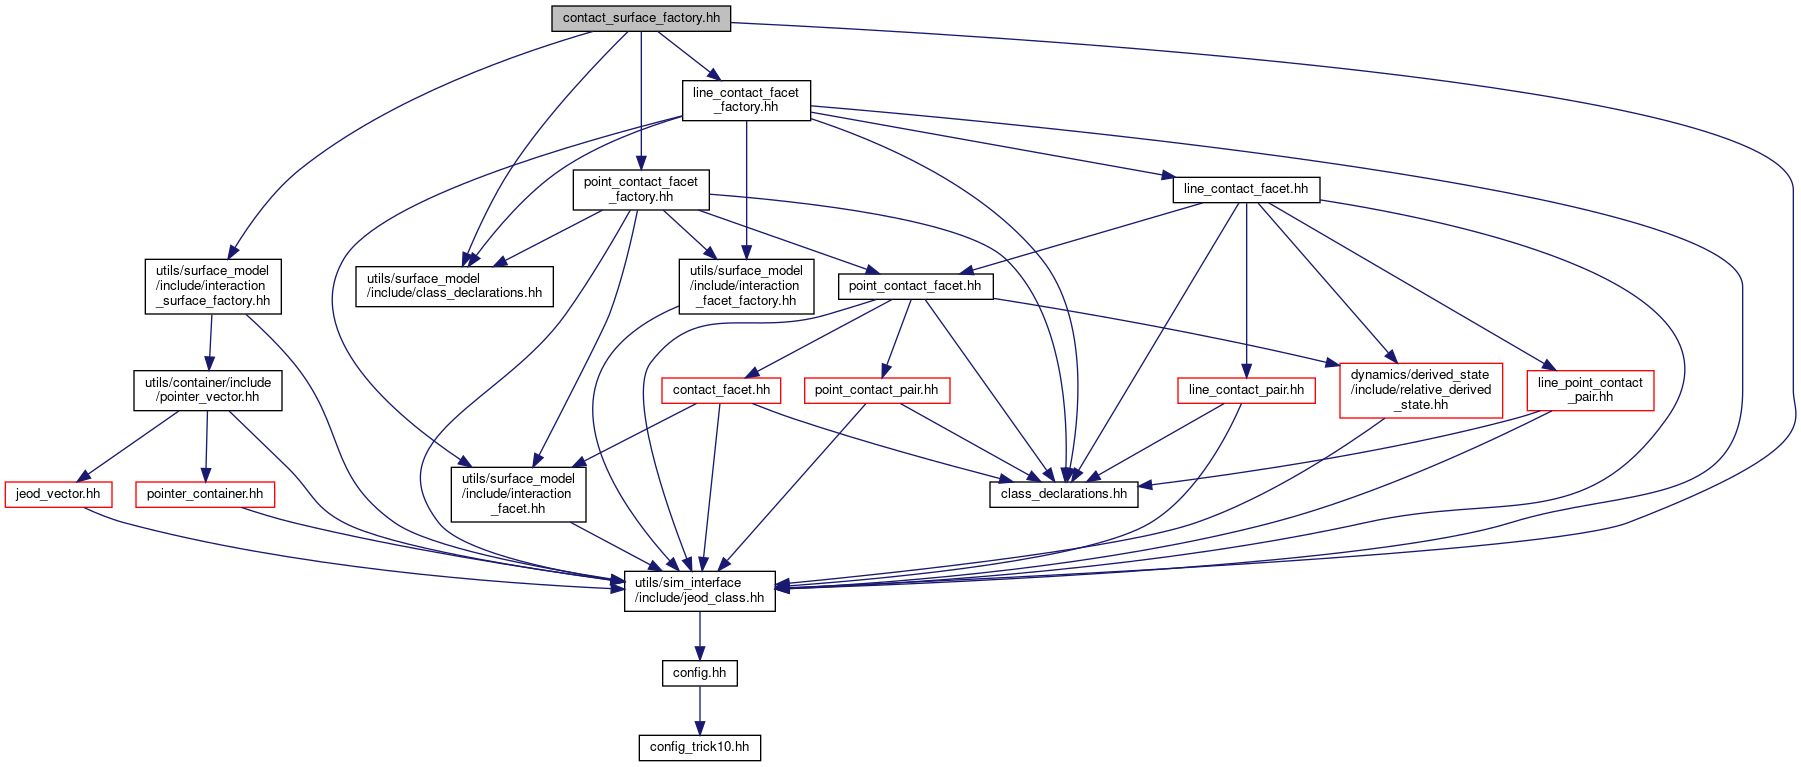 contact_surface_factory.hh
line_contact_facet
_factory.hh
point_contact_facet
_factory.hh
line_contact_facet.hh
utils/surface_model
/include/interaction
_surface_factory.hh
utils/surface_model
/include/class_declarations.hh
utils/surface_model
/include/interaction
_facet_factory.hh
point_contact_facet.hh
utils/container/include
/pointer_vector.hh
contact_facet.hh
point_contact_pair.hh
line_contact_pair.hh
dynamics/derived_state
/include/relative_derived
_state.hh
line_point_contact
_pair.hh
jeod_vector.hh
pointer_container.hh
utils/surface_model
/include/interaction
_facet.hh
class_declarations.hh
utils/sim_interface
/include/jeod_class.hh
config.hh
config_trick10.hh